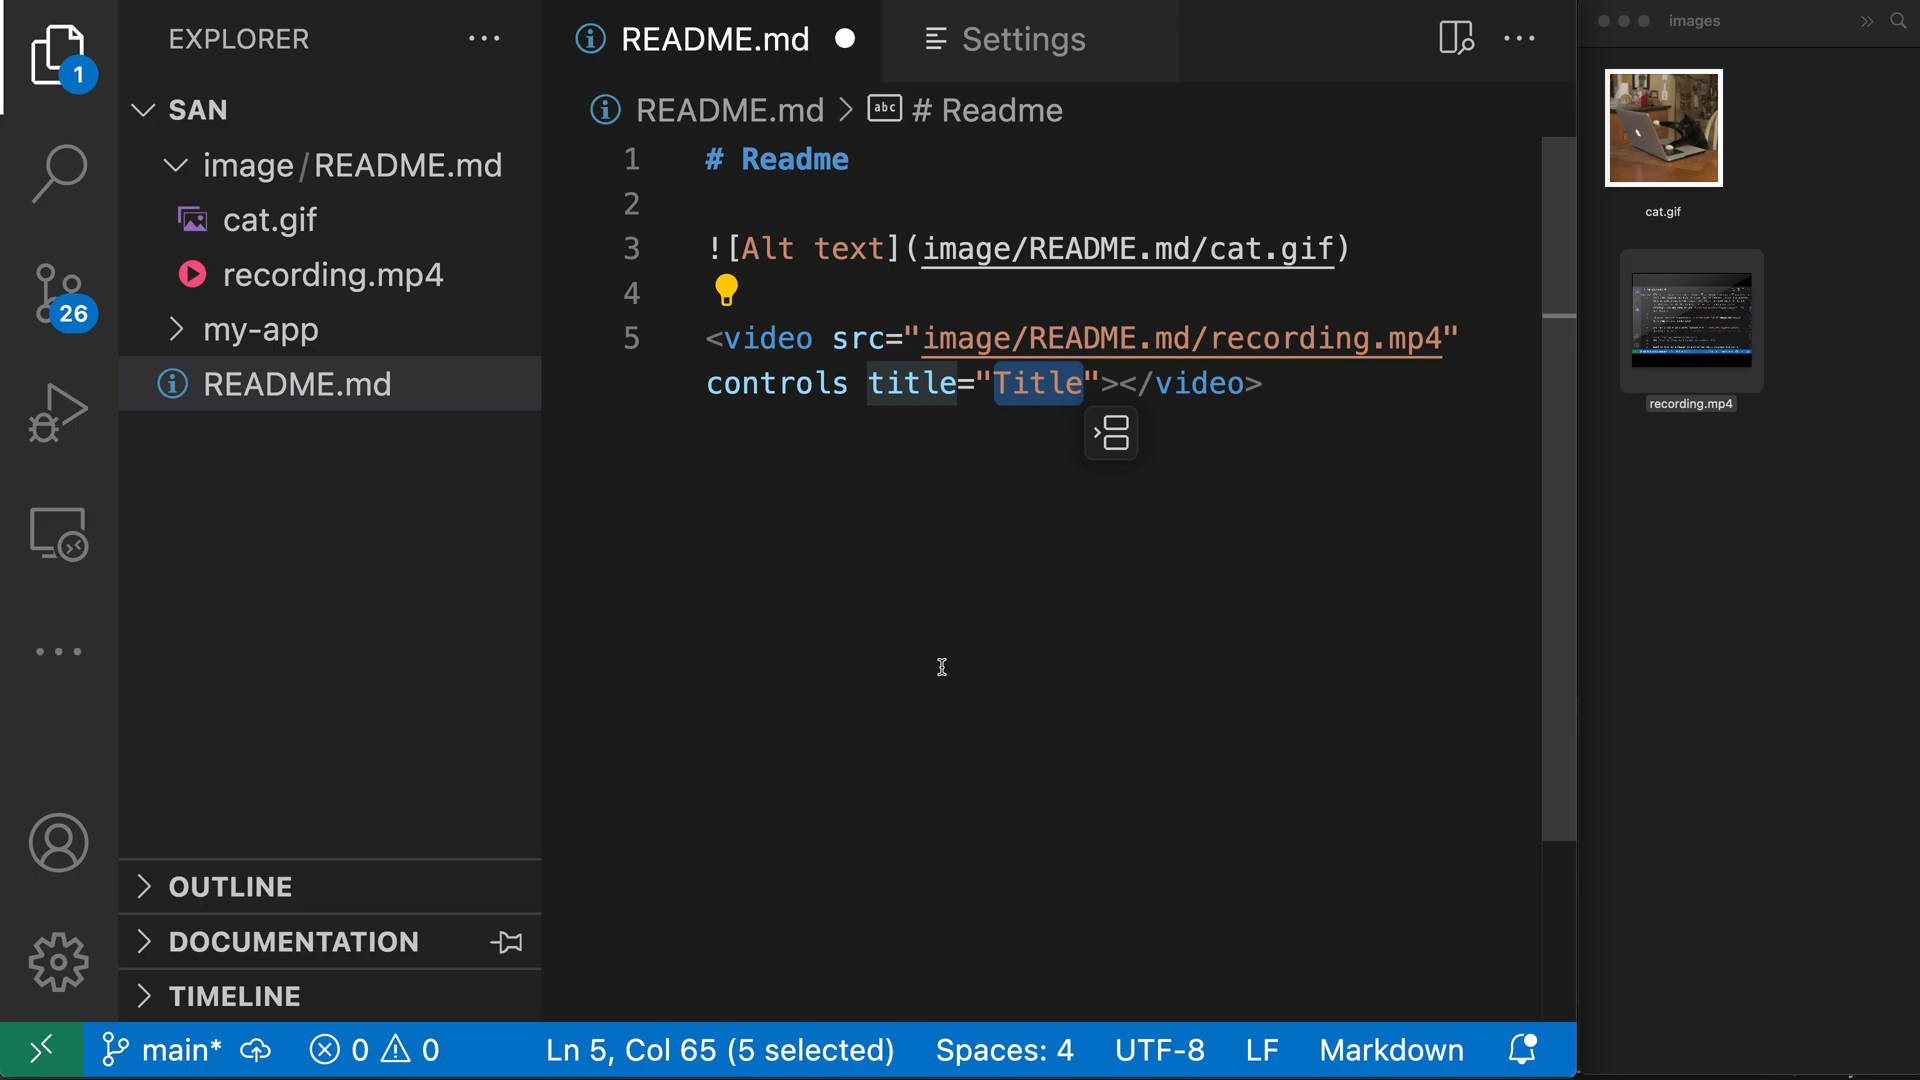 1
26
EXPLORER
SAN
image/README.md
cat.gif
recording.mp4
my-app
README.md
OUTLINE
DOCUMENTATION
TIMELINE
README.md
Settings
README.md > abc # Readme
1 # Readme
2
3 ![Alt text](image/README.md/cat.gif)
4
5 <video src="image/README.md/recording.mp4"
controls title="Title"></video>
main* 0 0 Ln 5, Col 65 (5 selected) Spaces: 4 UTF-8 LF Markdown
images
cat.gif
recording.mp4